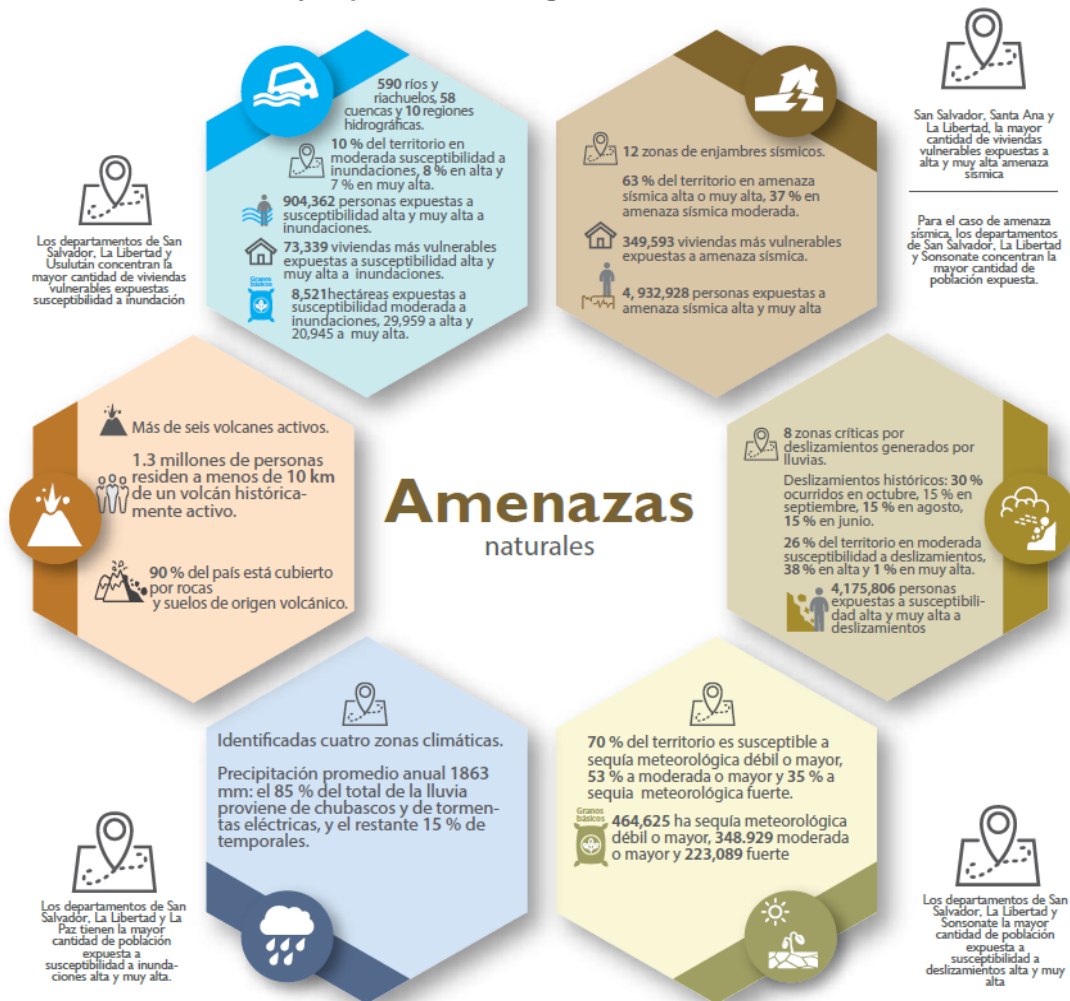 590 ríos y
riachuelos, 58
cuencas y 10 regiones
hidrográficas.
10 % del territorio en
moderada susceptibilidad a
inundaciones, 8 % en alta y
7 % en muy alta.
904,362 personas expuestas a
susceptibilidad alta y muy alta a
inundaciones.
73,339 viviendas más vulnerables
expuestas a susceptibilidad alta y
muy alta a inundaciones.
Granos
básicos
8,521hectáreas expuestas a
susceptibilidad moderada a
inundaciones, 29,959 a alta y
20,945 a muy alta.
12 zonas de enjambres sísmicos.
63 % del territorio en amenaza
sísmica alta o muy alta, 37 % en
amenaza sísmica moderada.
349,593 viviendas más vulnerables
expuestas a amenaza sísmica.
4, 932,928 personas expuestas a
amenaza sísmica alta y muy alta
San Salvador, Santa Ana y
La Libertad, la mayor
cantidad de viviendas
vulnerables expuestas a
alta y muy alta amenaza
sísmica
Para el caso de amenaza
sísmica, los departamentos
de San Salvador, La Libertad
y Sonsonate concentran la
mayor cantidad de
población expuesta.
Los departamentos de San
Salvador, La Libertad y
Usulután concentran la
mayor cantidad de viviendas
vulnerables expuestas
susceptibilidad a inundación
Más de seis volcanes activos.
1.3 millones de personas
residen a menos de 10 km
de un volcán histórica-
mente activo.
90 % del país está cubierto
por rocas
y suelos de origen volcánico.
Amenazas
naturales
8 zonas críticas por
deslizamientos generados por
lluvias.
Deslizamientos históricos: 30 %
ocurridos en octubre, 15 % en
septiembre, 15 % en agosto,
15 % en junio.
26 % del territorio en moderada
susceptibilidad a deslizamientos,
38 % en alta y 1 % en muy alta.
4,175,806 personas
expuestas a susceptibili-
dad alta y muy alta a
deslizamientos
Identificadas cuatro zonas climáticas.
Precipitación promedio anual 1863
mm: el 85 % del total de la lluvia
proviene de chubascos y de tormen-
tas eléctricas, y el restante 15 % de
temporales.
70 % del territorio es susceptible a
sequía meteorológica débil o mayor,
53 % a moderada o mayor y 35 % a
sequia meteorológica fuerte.
Granos
básicos
464,625 ha sequía meteorológica
débil o mayor, 348.929 moderada
o mayor y 223,089 fuerte
Los departamentos de San
Salvador, La Libertad y La
Paz tienen la mayor
cantidad de población
expuesta a
susceptibilidad a inunda-
ciones alta y muy alta.
Los departamentos de San
Salvador, La Libertad y
Sonsonate la mayor
cantidad de población
expuesta a
susceptibilidad a
deslizamientos alta y muy
alta